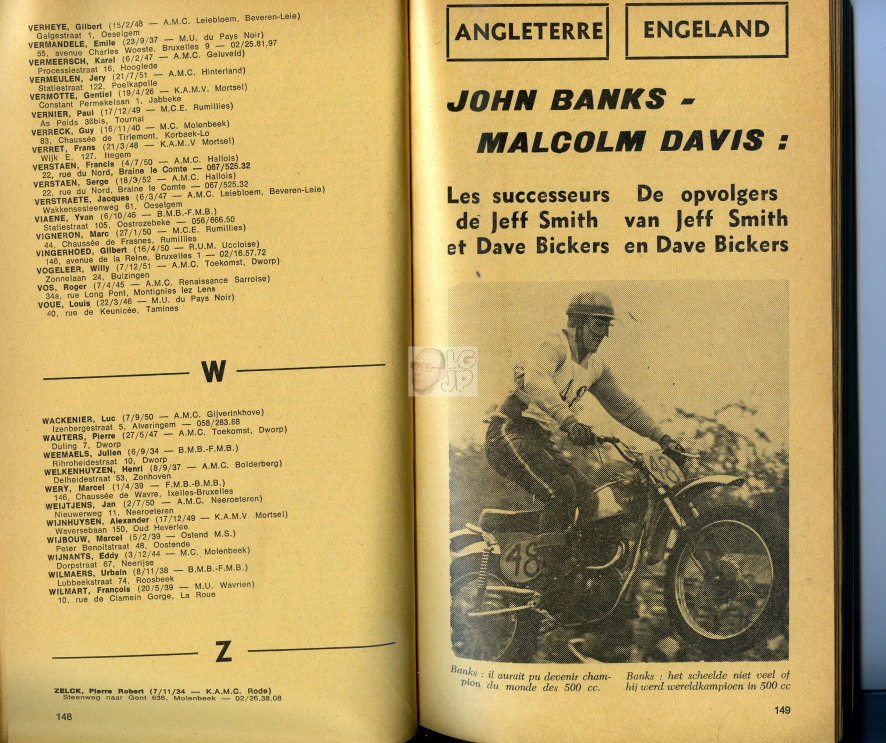 VERHEYE, Gilbert (15/2/48 — A.M.C. Leiebloem, Beveren-Leie)
Galgestraat 1, Oeselgem
VERMANDELE, Emile (23/9/37 — M.U. du Pays Noir)
55, avenue Charles Woeste, Bruxelles 9 — 02/25.81,97
VERMEERSCH, Karel (6/2/47 — A.M.C. Geluveld)
Processiestraat 16, Hooglede
VERMEULEN, Jery (21/7/51 — A.M.C. Hinterland)
Statiestraat 122, Poelkapelle
VERMOTTE, Gentiel (19/4/26 — K.A.M.V. Mortsel)
Constant Permekelaan 1, Jabbeke
VERNIER, Paul (17/12/49 — M.C.E. Rumillies)
As Peids 36bis, Tournai
VERRECK, Guy (16/11/40 — M.C. Molenbeek)
83, Chaussée de Tirlemont, Korbeek-Lo
VERRET, Frans (21/3/48 — K.A.M..V Mortsel)
Wijk E, 127, Itegem
VERSTAEN, Francis (4/7/50 — A.M.C. Hallois)
22, rue du Nord, Braine le Comte — 067/525.32
VERSTAEN, Serge (18/3/52 — A.M.C. Hallois)
22, rue du Nord, Braine le Comte — 067/525.32
VERSTRAETE, Jacques (6/3/47 — A.M.C. Leiebloem, Beveren-Leie)
Wakkensesteenweg 61, Oeselgem
VIAENE, Yvan (6/10/46 — B.M.B.-F.M.B.)
Statiestraat 105, Oostrozebeke — 056/666.50
VIGNERON, Marc (27/1/50 — M.C.E. Rumillies)
44, Chaussée de Frasnes, Rumillies
VINGERHOED, Gilbert (16/4/50 — R.U.M. Uccloise)
146, avenue de la Reine, Bruxelles 1 — 02/16.57.72
VOGELEER, Willy (7/12/51 — A.M.C. Toekomst, Dworp)
Zonnelaan 24, Buizingen
VOS, Roger (7/4/45 — A.M.C. Renaissance Sarroise)
34a, rue Long Pont, Montignies lez Lens
VOUE, Louis (22/3/46 — M.U. du Pays Noir)
40, rue de Keunicée, Tamines
W
WACKENIER, Luc (7/9/50 — A.M.C. Gijverinkhove)
Izenbergestraat 5, Alveringem — 058/283.68
WAUTERS, Pierre (27/5/47 — A.M.C. Toekomst, Dworp)
Duling 7, Dworp
WEEMAELS, Julien (6/9/34 — B.M.B.-F.M.B.)
Rihroheidestraat 10, Dworp
WELKENHUYZEN, Henri (8/9/37 — A.M.C. Bolderberg)
Delheidestraat 53, Zonhoven
WERY, Marcel (1/4/39 — F.M.B.-B.M.B.)
146, Chaussée de Wavre, Ixelles-Bruxelles
WEIJTJENS, Jan (2/7/50 — A.M.C. Neeroeteren)
Nieuwerweg 11, Neeroeteren
WIJNHUYSEN, Alexander (17/12/49 — K.A.M.V. Mortsel)
Waversebaan 150, Oud Heverlee
WIJBOUW, Marcel (5/2/39 — Ostend M.S.)
Peter Benoitstraat 48, Oostende
WIJNANTS, Eddy (3/12/44 — M.C. Molenbeek)
Dorpstraat 67, Neerijse
WILMAERS, Urbain (8/11/38 — B.M.B.-F.M.B.)
Lubbeekstraat 74, Roosbeek
WILMART, François (20/5/39 — M.U. Wavrien)
10, rue de Clamein Gorge, La Roue
Z
ZELCK, Pierre Robert (7/11/34 — K.A.M.C. Rode)
Steenweg naar Gent 636, Molenbeek — 02/26.38.08
148
ANGLETERRE
ENGELAND
JOHN BANKS -
MALCOLM DAVIS :
Les successeurs
de Jeff Smith
et Dave Bickers
De opvolgers
van Jeff Smith
en Dave Bickers
48
48
48
LG
JP
Banks : il aurait pu devenir cham-
pion du monde des 500 cc.
Banks : het scheelde niet veel of
hij werd wereldkampioen in 500 cc
149